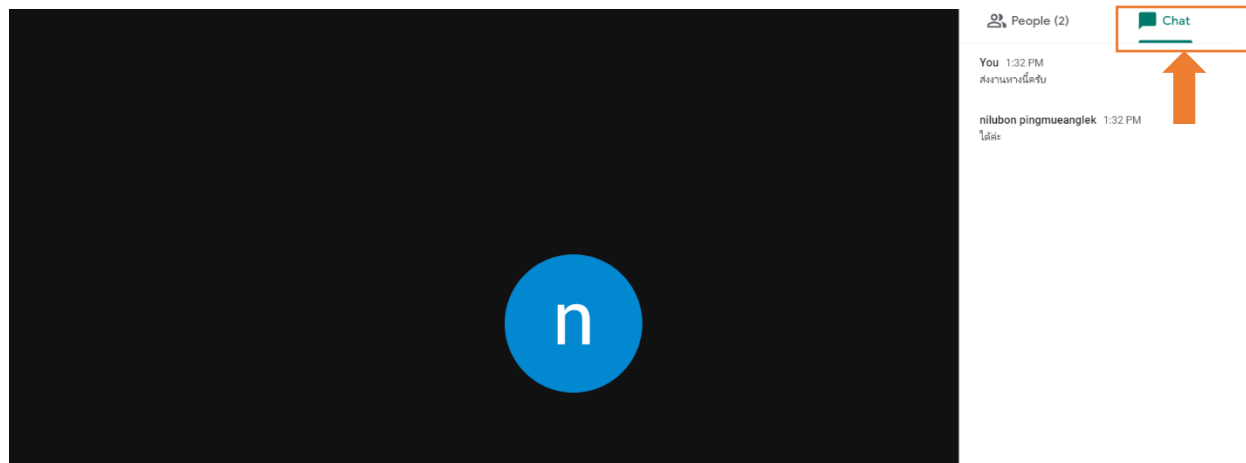 People (2)
Chat
You 1:32 PM
ส่งงานทางนี้ครับ
nilubon pingmueanglek 1:32 PM
ได้ค่ะ
n